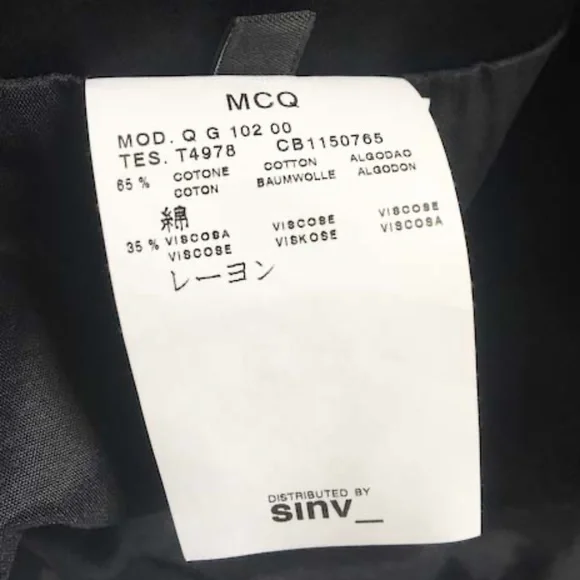 MCQ
MOD. Q G 102 00
TES. T4978 CB1150765
65 % COTONE COTTON ALGODAO
COTON BAUMWOLLE ALGODON
綿
35 % VISCOSA VISCOSE VISCOSE
VISCOSE VISKOSE VISCOSA
レーヨン
DISTRIBUTED BY
sinv_